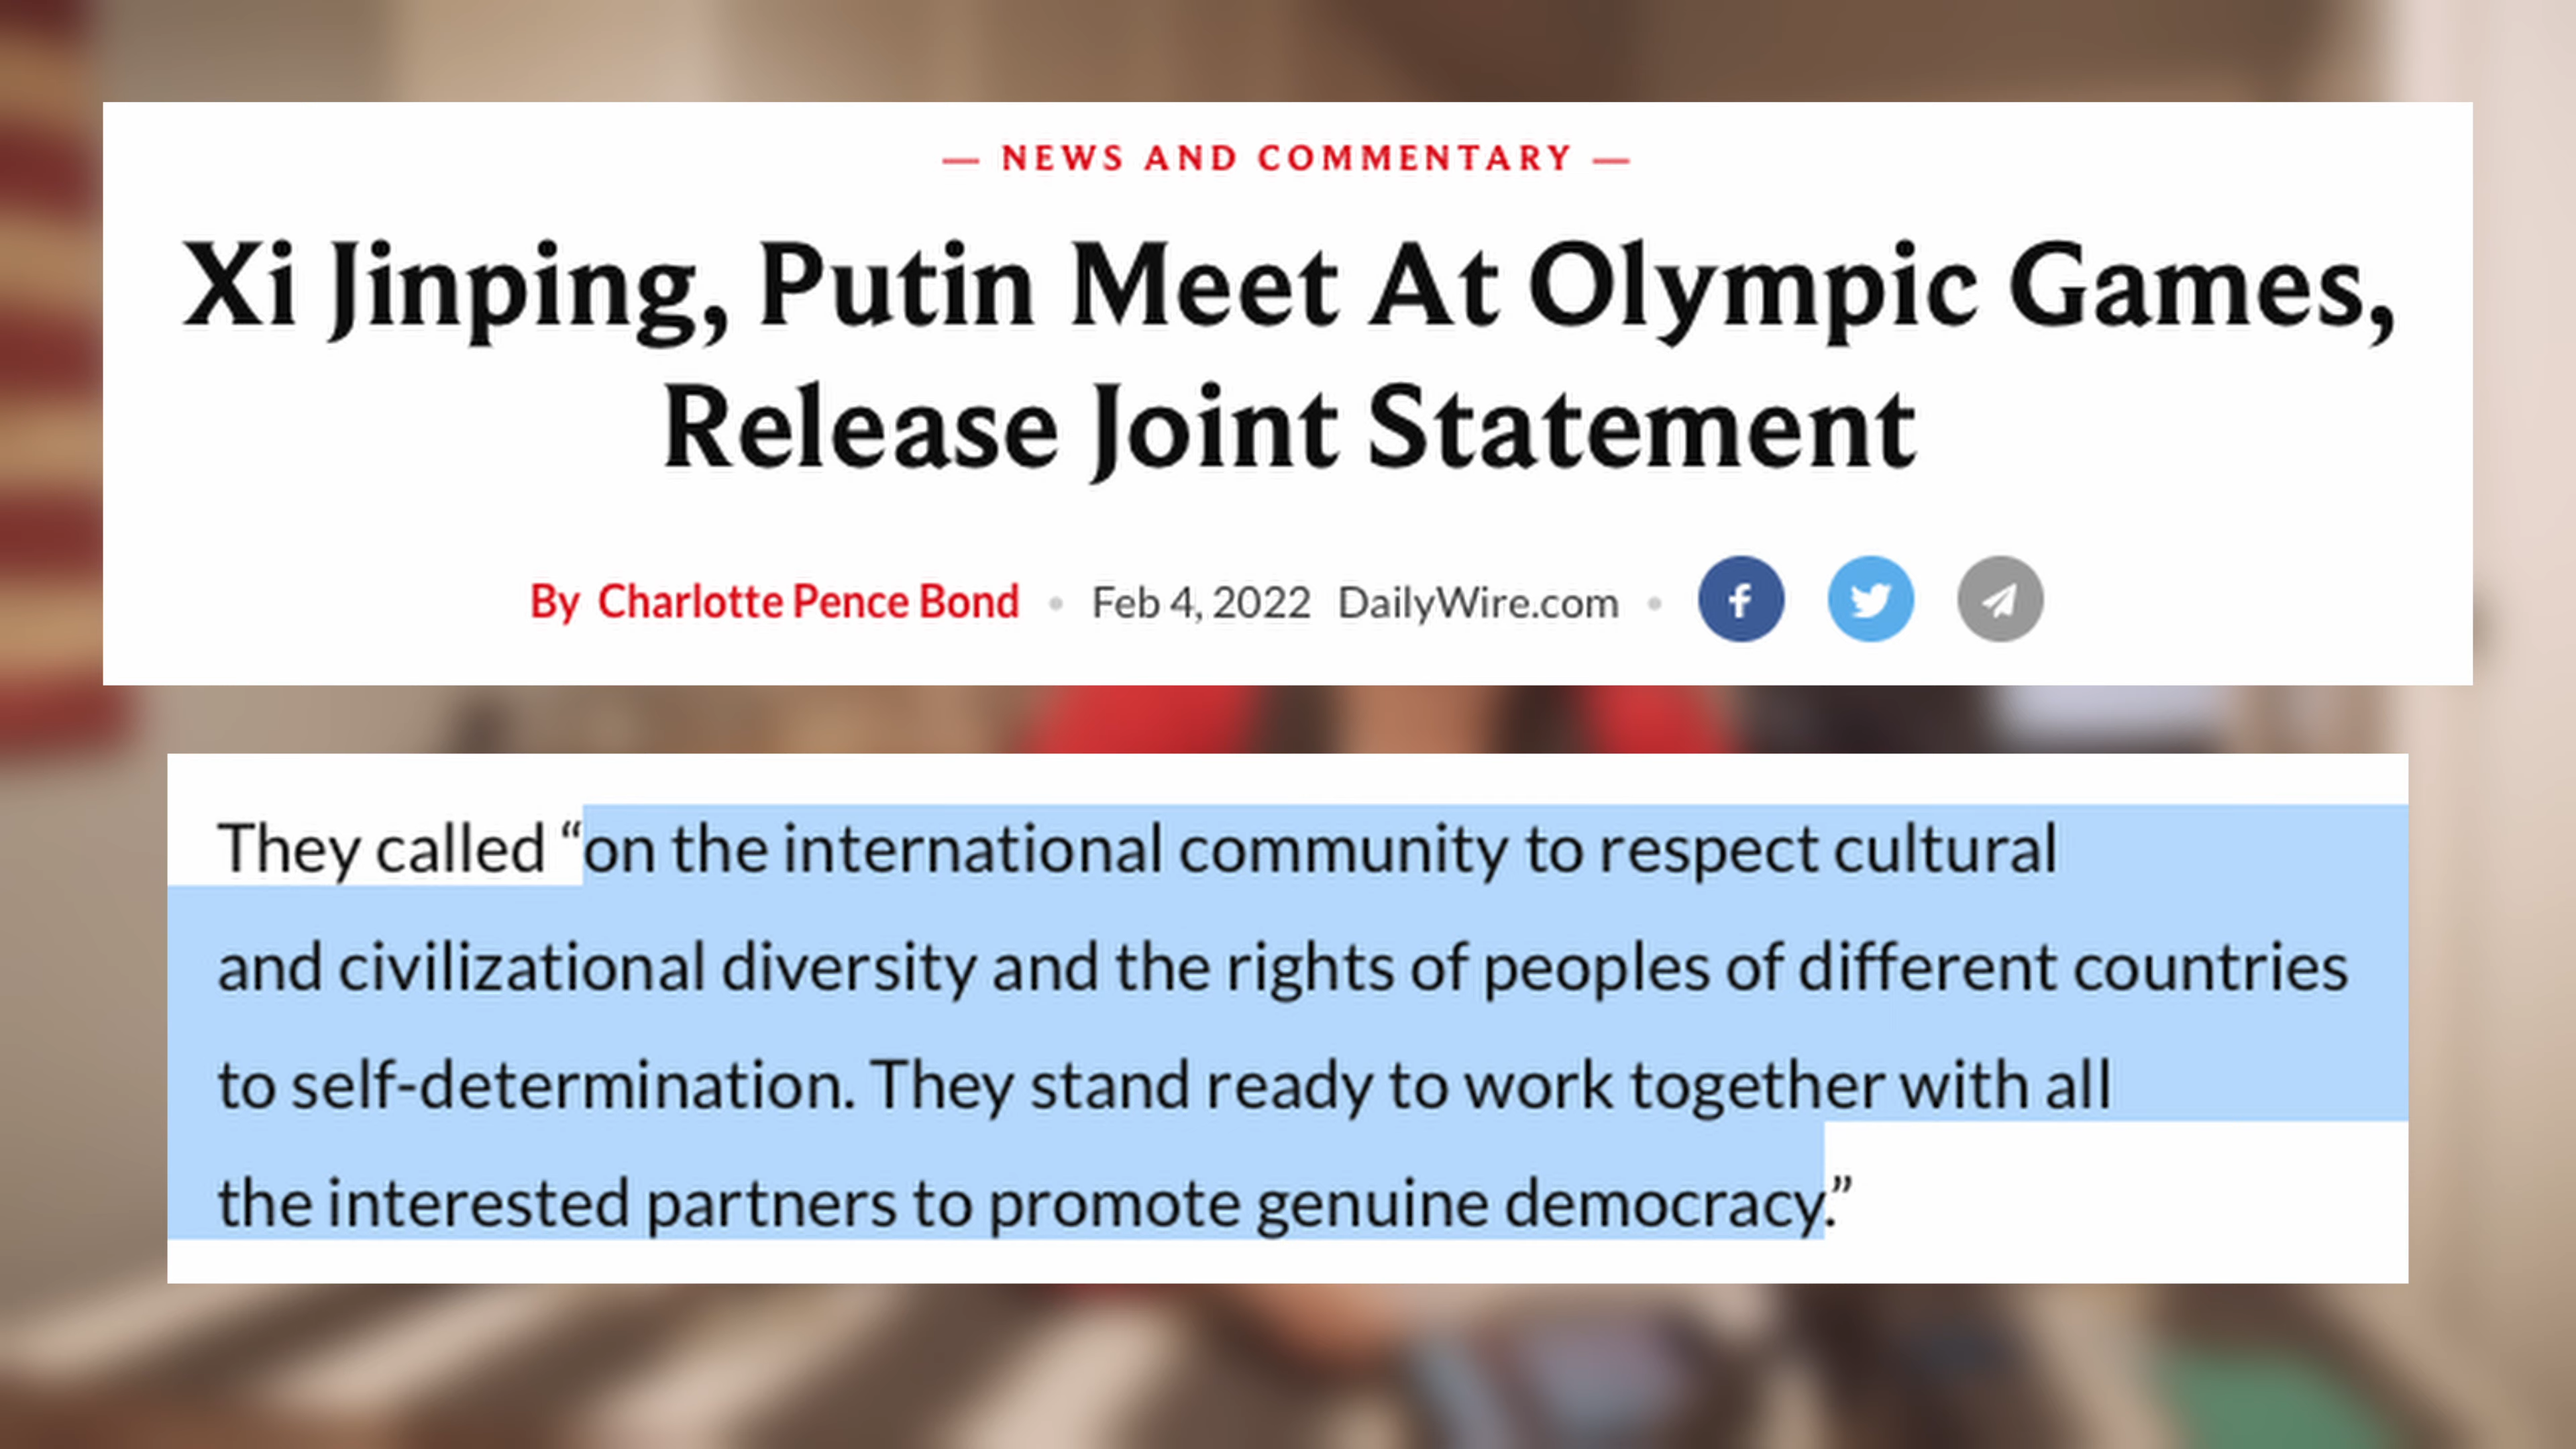 — NEWS AND COMMENTARY —
Xi Jinping, Putin Meet At Olympic Games,
Release Joint Statement
By Charlotte Pence Bond • Feb 4, 2022 DailyWire.com •
They called “on the international community to respect cultural
and civilizational diversity and the rights of peoples of different countries
to self-determination. They stand ready to work together with all
the interested partners to promote genuine democracy.”